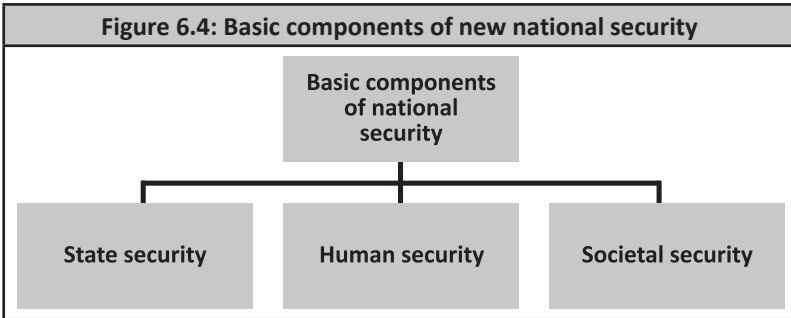 Figure 6.4: Basic components of new national security
Basic components
of national
security
State security
Human security
Societal security